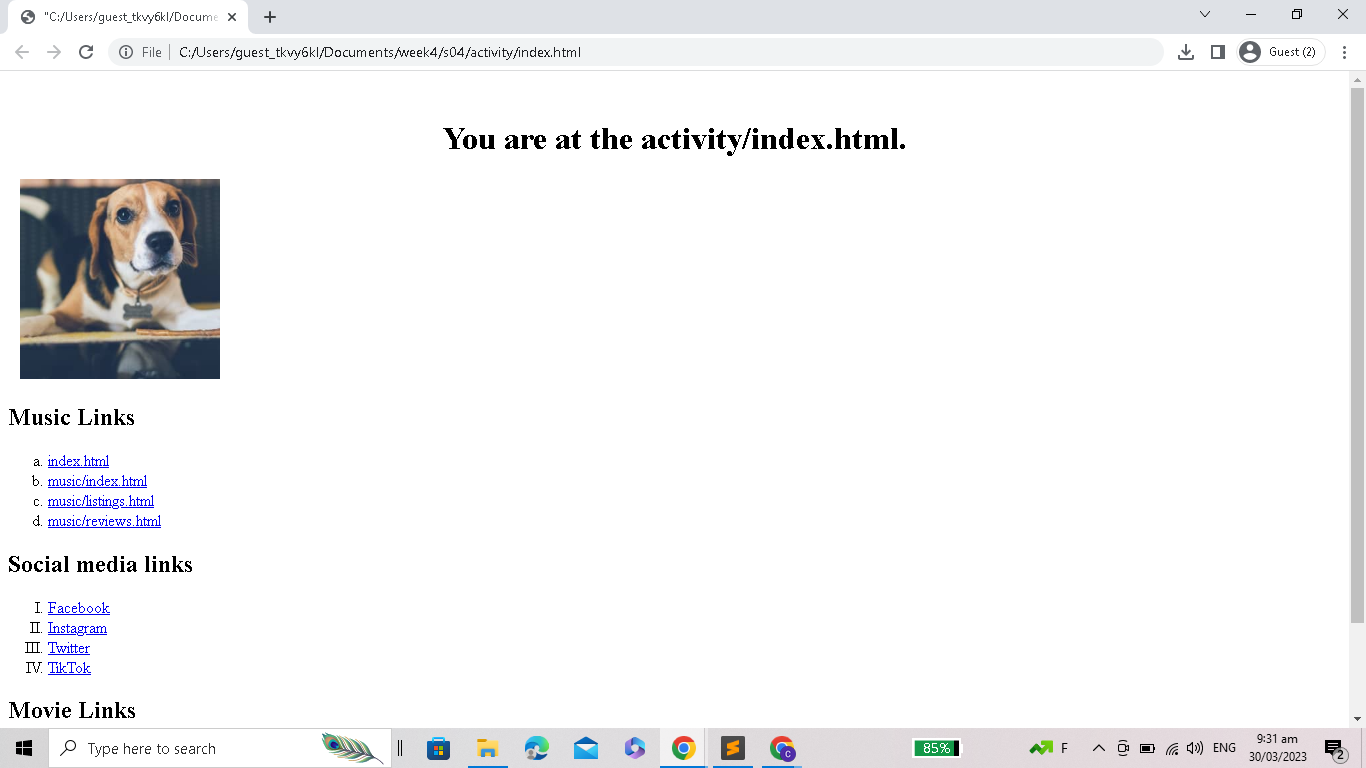 "C:/Users/guest_tkvy6kl/Docume
File C:/Users/guest_tkvy6kl/Documents/week4/s04/activity/index.html Guest (2)
You are at the activity/index.html.
Music Links
a. index.html
b. music/index.html
c. music/listings.html
d. music/reviews.html
Social media links
I. Facebook
II. Instagram
III. Twitter
IV. TikTok
Movie Links
Type here to search 85% F ENG 9:31 am
30/03/2023 2